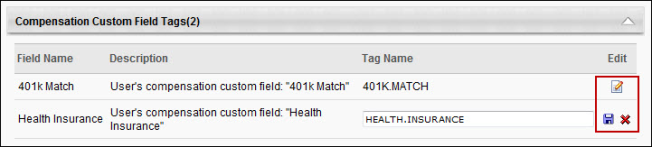 Compensation Custom Field Tags(2)
Field Name Description Tag Name Edit
401k Match User's compensation custom field: "401k Match" 401K.MATCH
Health Insurance User's compensation custom field: "Health Insurance" HEALTH.INSURANCE